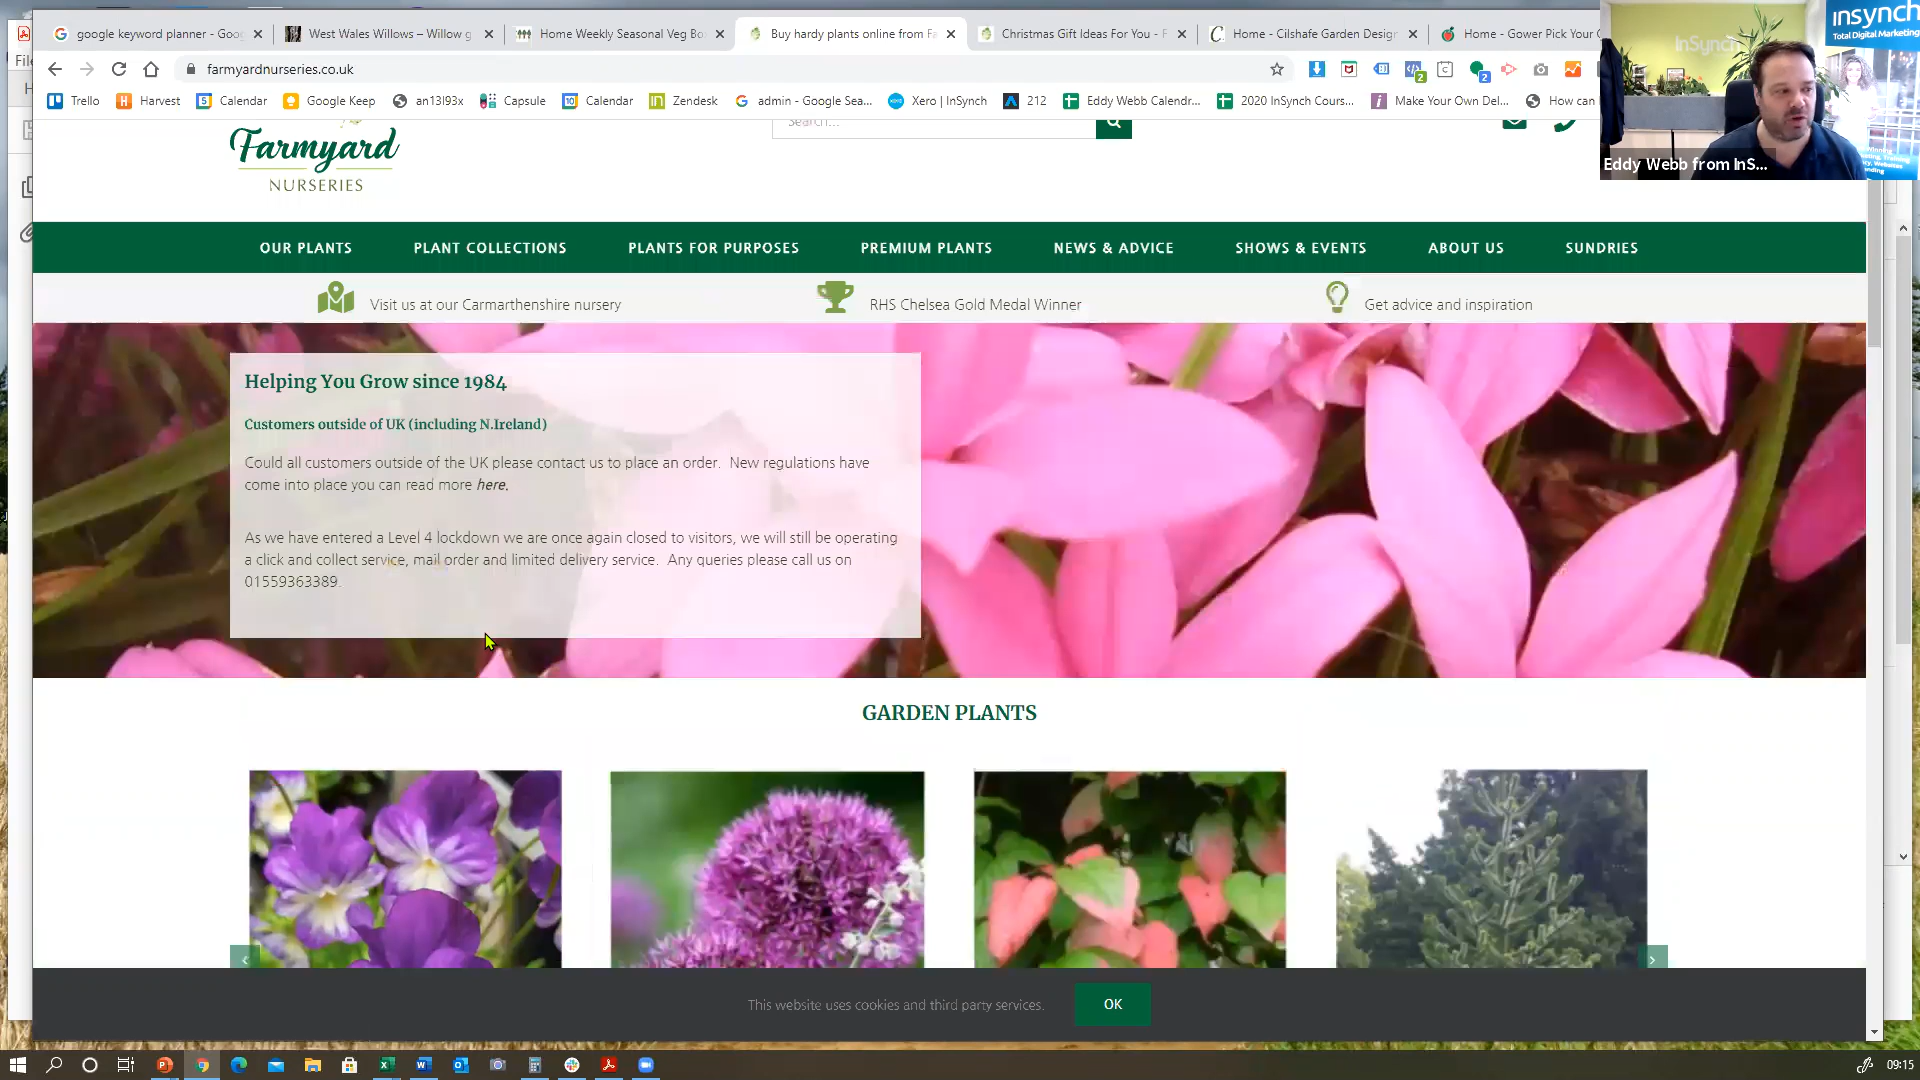 google keyword planner - Goo
West Wales Willows – Willow g
Home Weekly Seasonal Veg Bo
Buy hardy plants online from Fa
Christmas Gift Ideas For You - F
Home - Cilshafe Garden Design
Home - Gower Pick Your O
insynch
Total Digital Marketing
InSynch
File
farmyardnurseries.co.uk
2
2
Trello
Harvest
Calendar
Google Keep
an13l93x
Capsule
Calendar
Zendesk
admin - Google Sea...
Xero | InSynch
212
Eddy Webb Calendr...
2020 InSynch Cours...
Make Your Own Del...
How can
Search...
Farmyard
NURSERIES
Eddy Webb from InS...
OUR PLANTS
PLANT COLLECTIONS
PLANTS FOR PURPOSES
PREMIUM PLANTS
NEWS & ADVICE
SHOWS & EVENTS
ABOUT US
SUNDRIES
Visit us at our Carmarthenshire nursery
RHS Chelsea Gold Medal Winner
Get advice and inspiration
Helping You Grow since 1984
Customers outside of UK (including N.Ireland)
Could all customers outside of the UK please contact us to place an order. New regulations have
come into place you can read more here.
As we have entered a Level 4 lockdown we are once again closed to visitors, we will still be operating
a click and collect service, mail order and limited delivery service. Any queries please call us on
01559363389.
GARDEN PLANTS
This website uses cookies and third party services.
OK
09:15